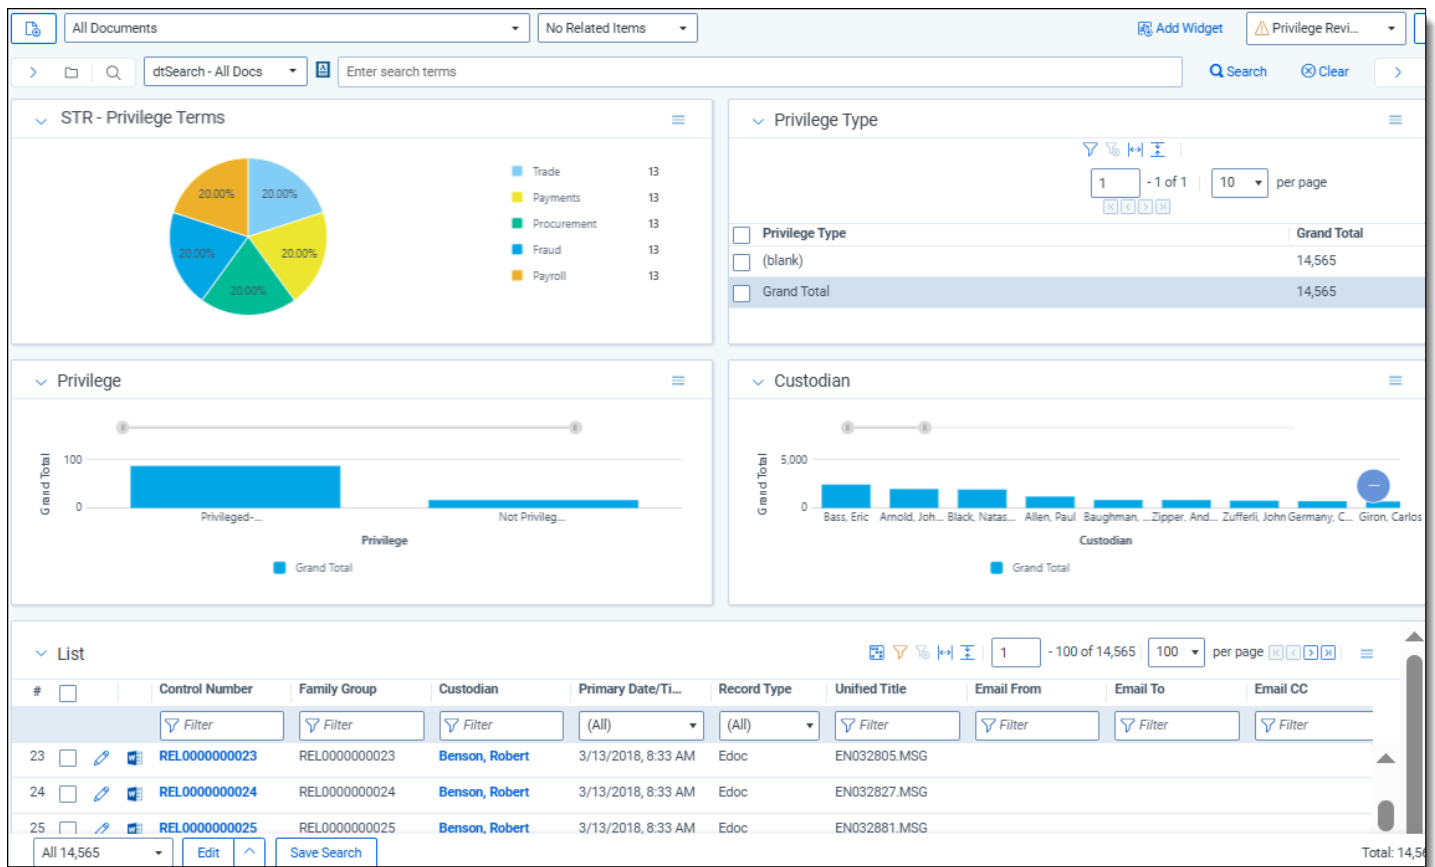 All Documents
No Related Items
Add Widget
Privilege Revi...
dtSearch - All Docs
Enter search terms
Search
Clear
STR - Privilege Terms
20.00%
20.00%
20.00%
20.00%
20.00%
Trade 13
Payments 13
Procurement 13
Fraud 13
Payroll 13
Privilege Type
1 - 1 of 1 10 per page
Privilege Type Grand Total
(blank) 14,565
Grand Total 14,565
Privilege
Grand Total
100
0
Privileged-...
Not Privileg...
Privilege
Grand Total
Custodian
Grand Total
5,000
0
Bass, Eric
Arnold, Joh...
Black, Natas...
Allen, Paul
Baughman, ...
Zipper, And...
Zufferli, John
Germany, C...
Giron, Carlos
Custodian
Grand Total
List
1 - 100 of 14,565 100 per page
# Control Number Family Group Custodian Primary Date/Ti... Record Type Unified Title Email From Email To Email CC
Filter Filter Filter (All) (All) Filter Filter Filter Filter
23 REL0000000023 REL0000000023 Benson, Robert 3/13/2018, 8:33 AM Edoc EN032805.MSG
24 REL0000000024 REL0000000024 Benson, Robert 3/13/2018, 8:33 AM Edoc EN032827.MSG
25 REL0000000025 REL0000000025 Benson, Robert 3/13/2018, 8:33 AM Edoc EN032881.MSG
All 14,565 Edit Save Search Total: 14,56